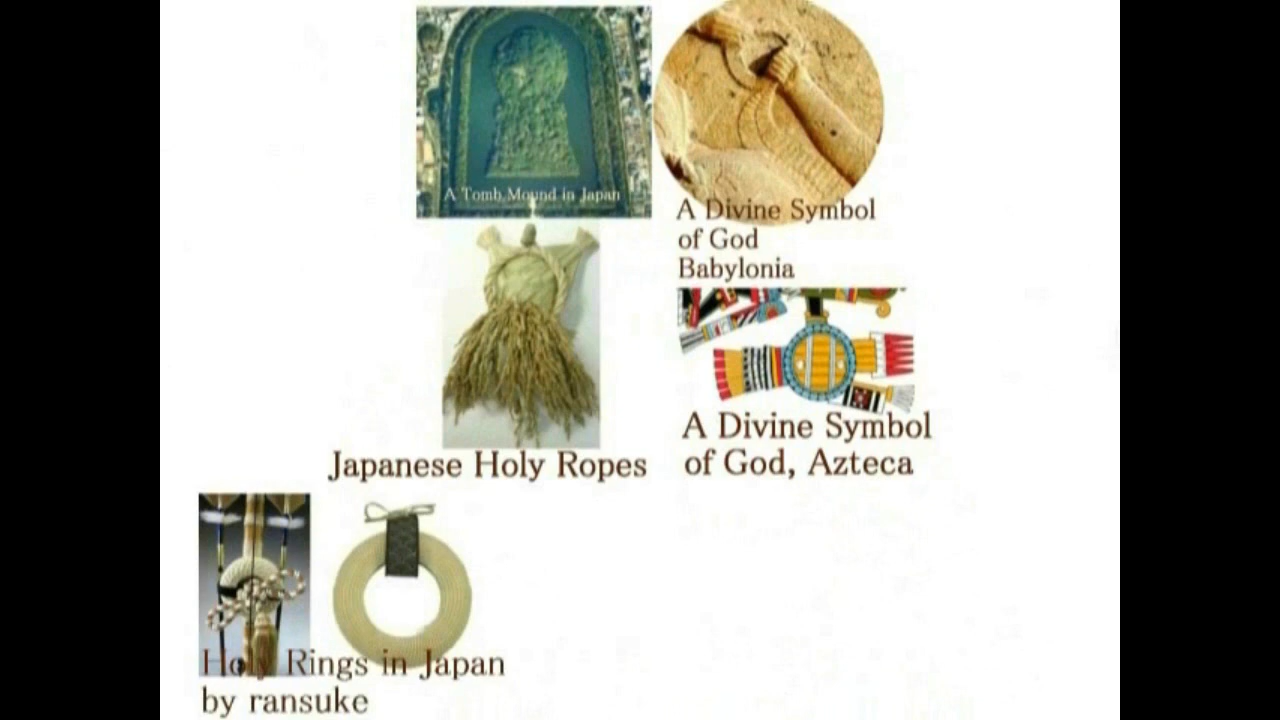 A Tomb Mound in Japan
A Divine Symbol
of God
Babylonia
Japanese Holy Ropes
A Divine Symbol
of God, Azteca
Holy Rings in Japan
by ransuke